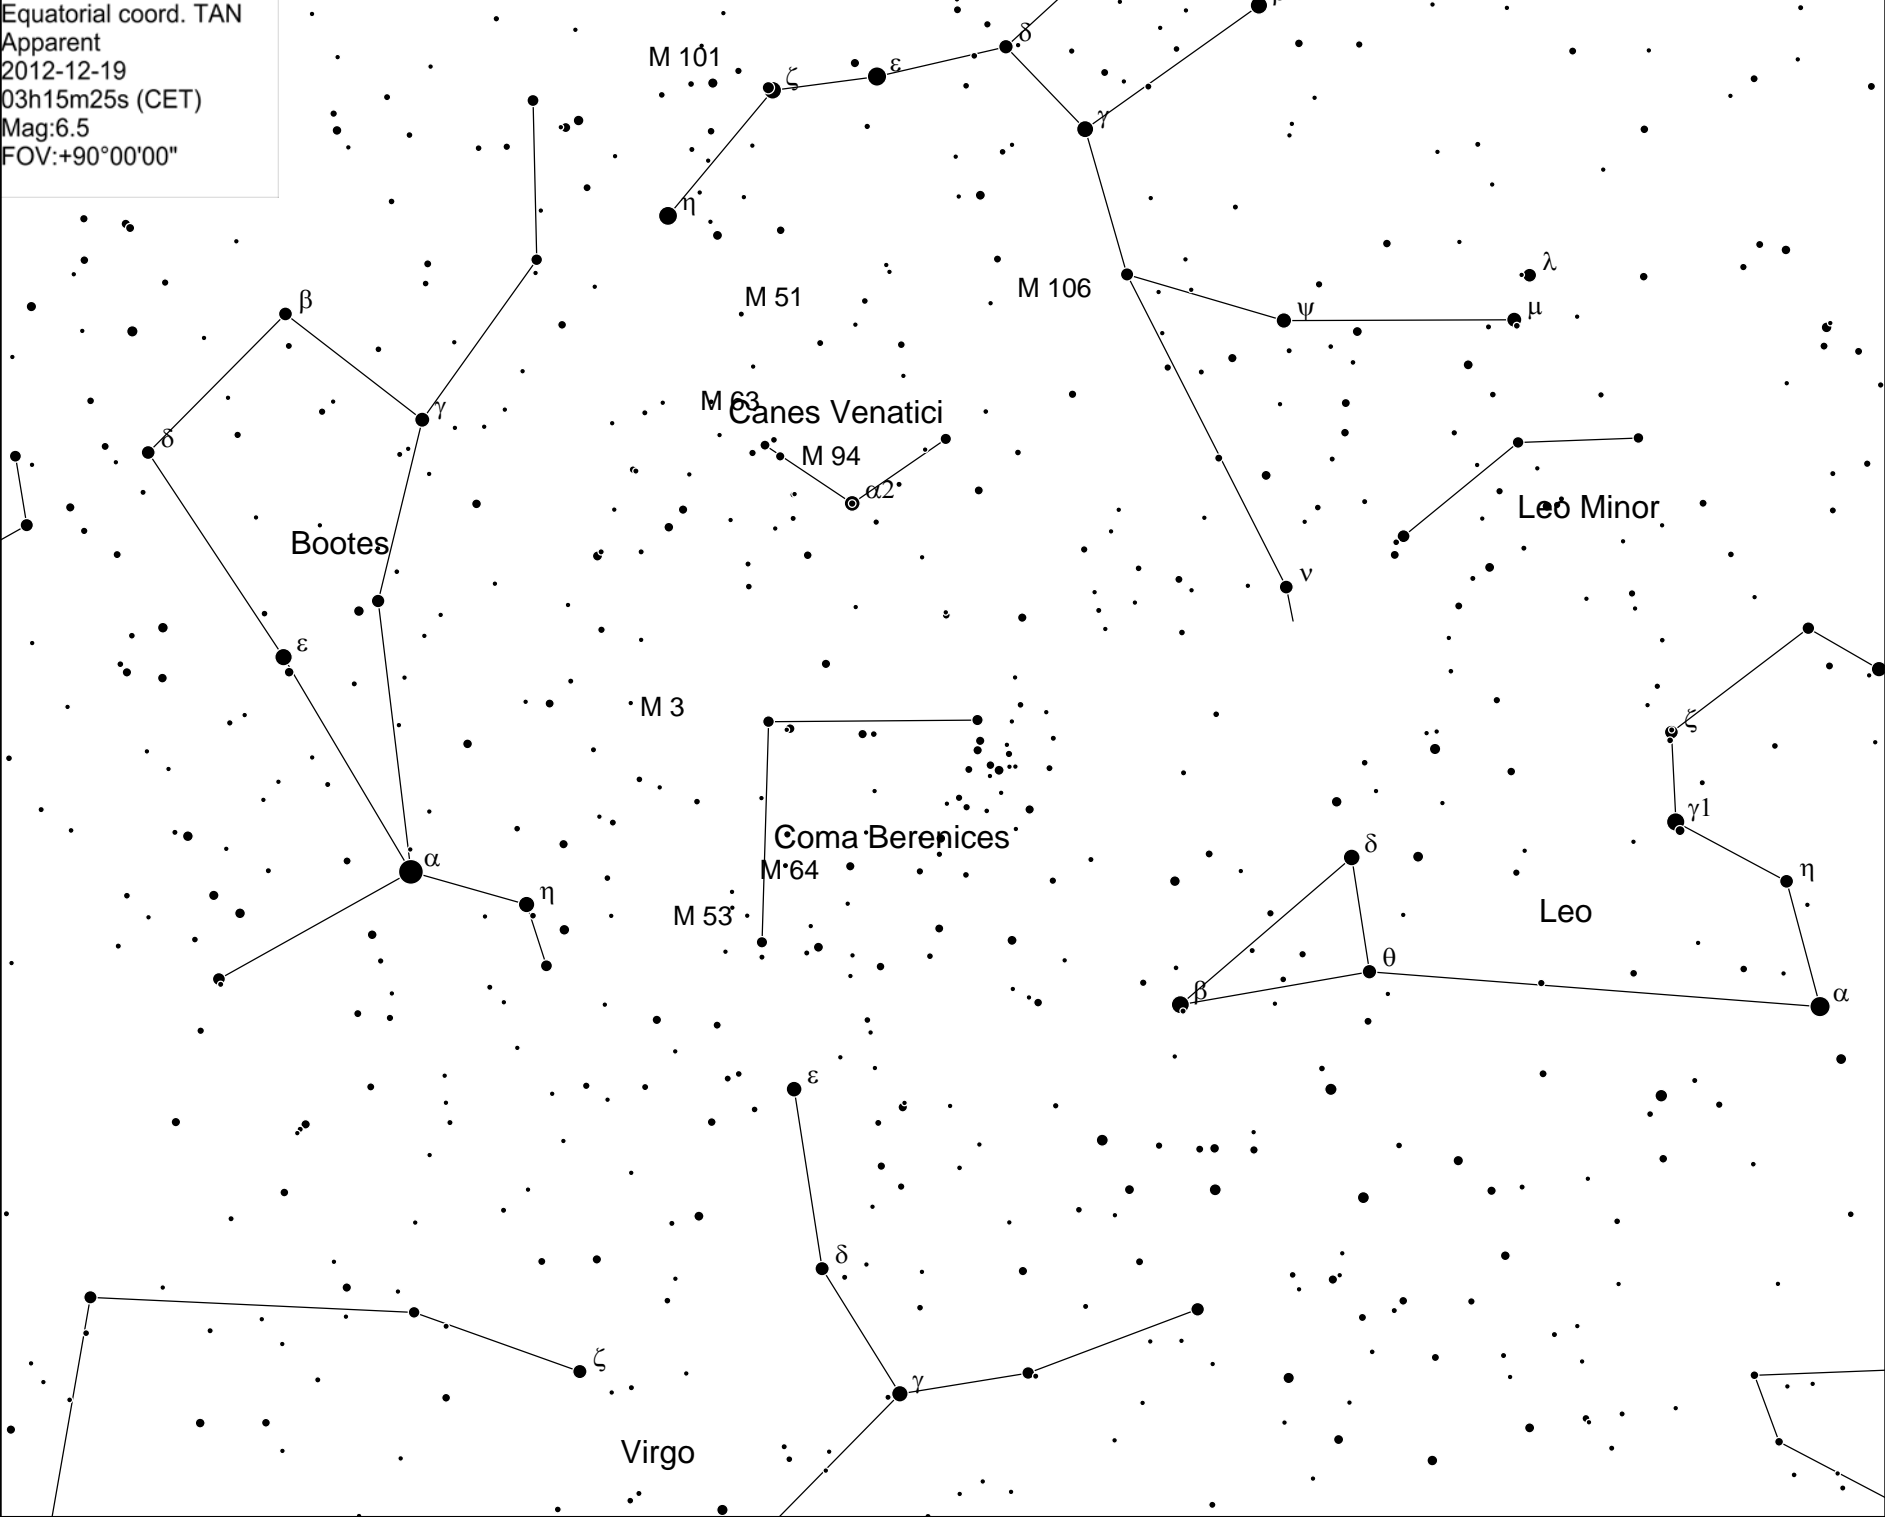 Equatorial coord. TAN
Apparent
2012-12-19
03h15m25s (CET)
Mag:6.5
FOV:+90°00'00"
δ
M 101
ε
ζ
γ
η
λ
M 106
M 51
β
ψ
μ
M 63
Canes Venatici
γ
δ
M 94
α2
Leo Minor
Bootes
ν
ε
M 3
ζ
γ1
Coma Berenices
δ
α
M 64
η
η
Leo
M 53
θ
β
α
ε
δ
ζ
γ
Virgo